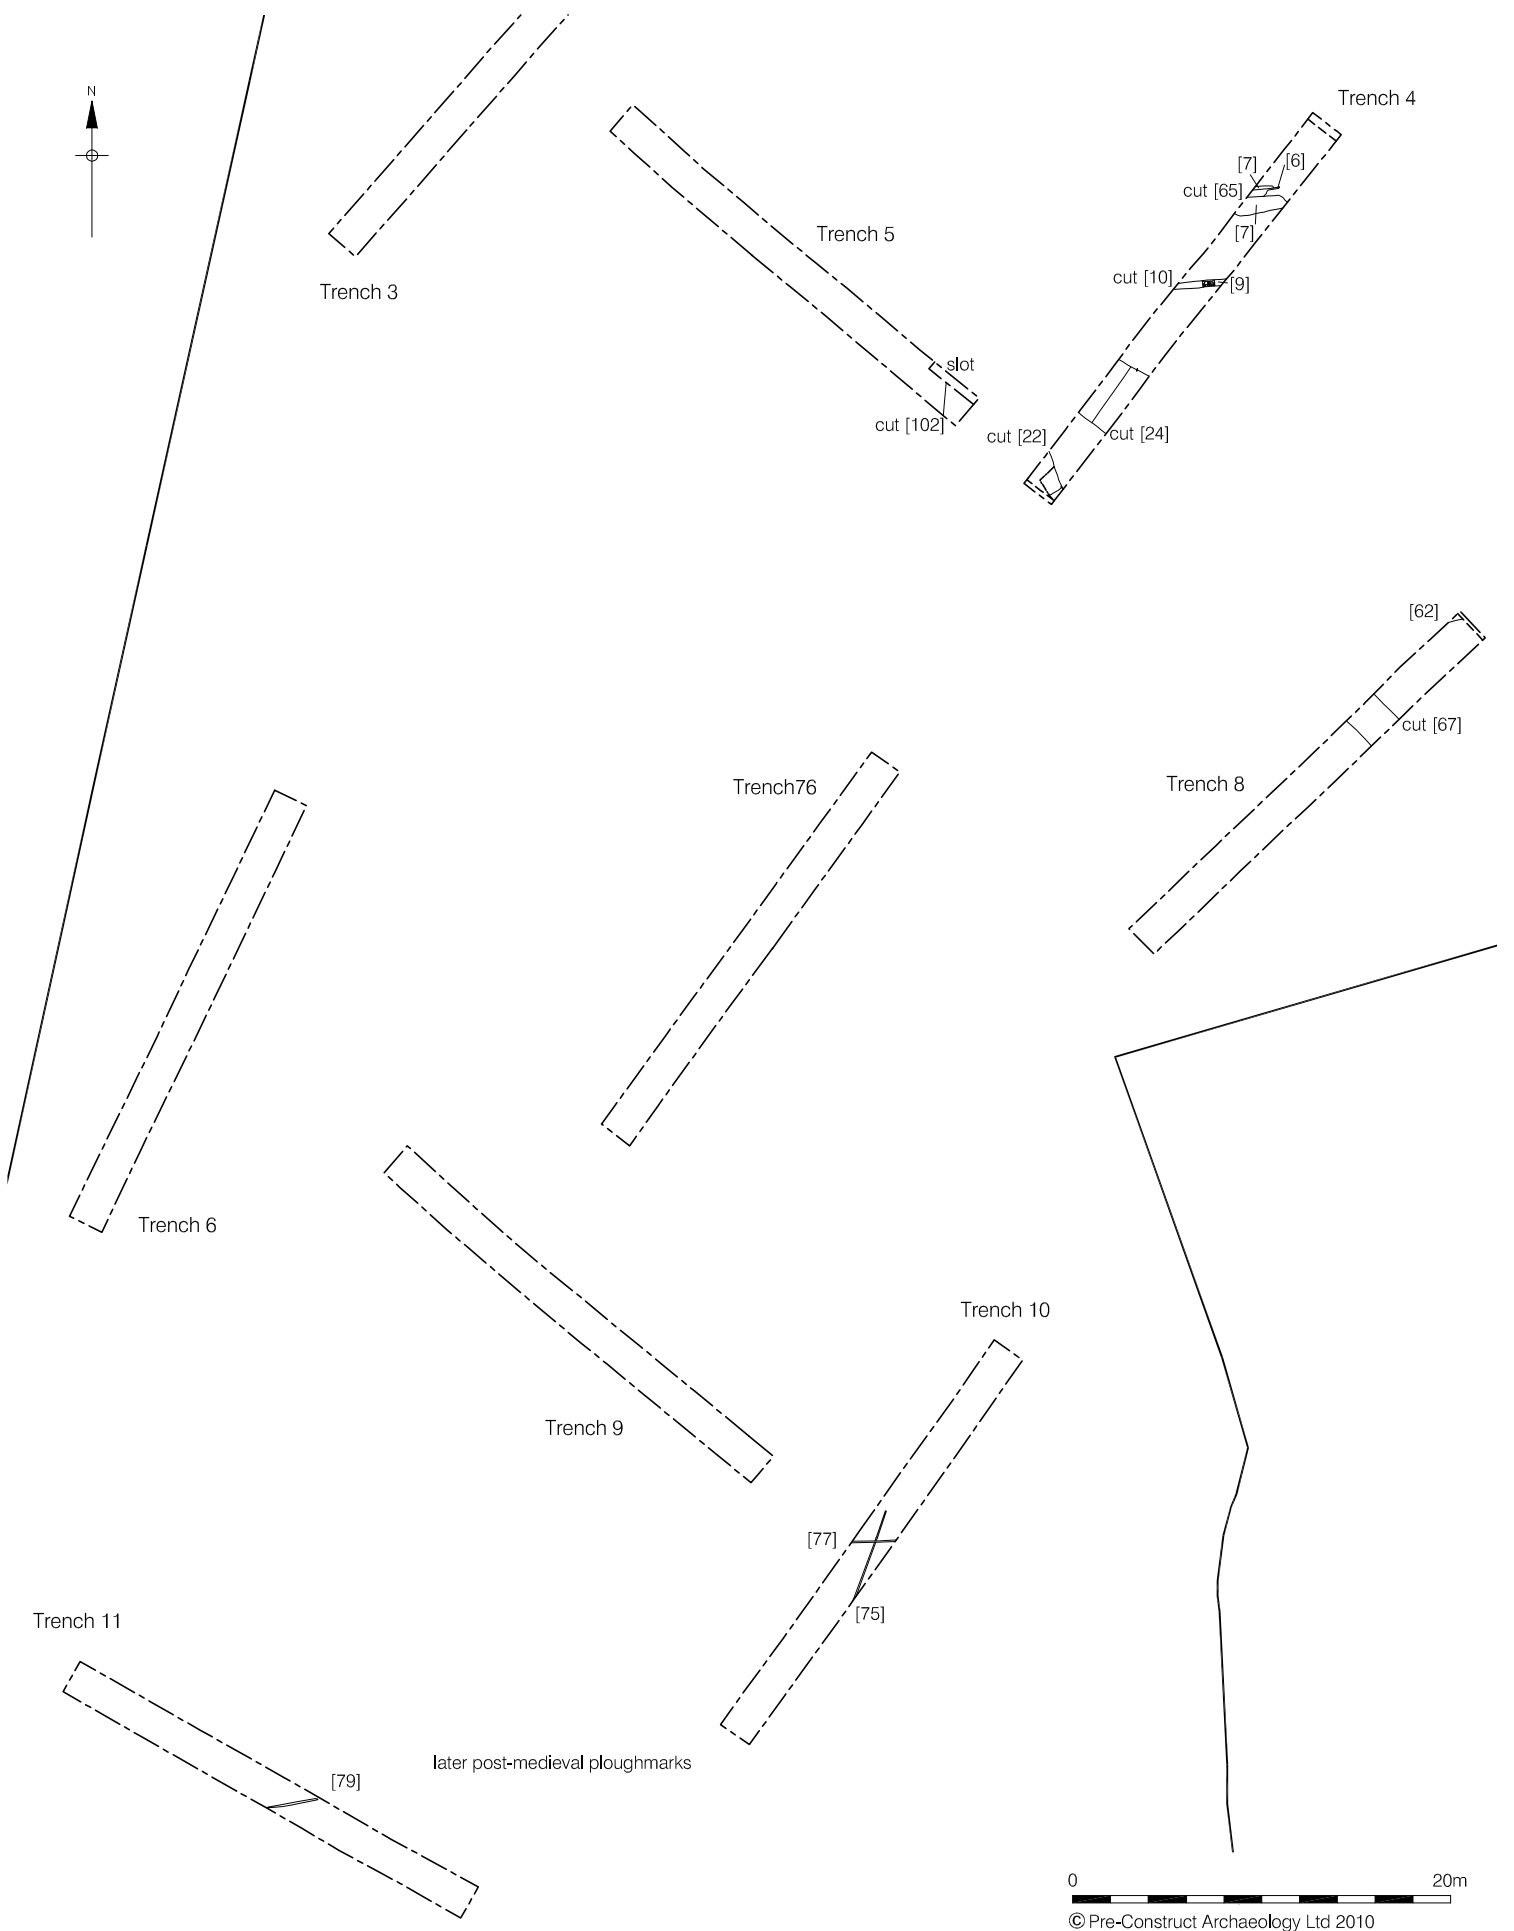 N
Trench 4
[7]
[6]
cut [65]
[7]
Trench 5
cut [10]
[9]
Trench 3
slot
cut [102]
cut [22]
cut [24]
[62]
cut [67]
Trench 8
Trench76
Trench 6
Trench 10
Trench 9
[77]
[75]
Trench 11
later post-medieval ploughmarks
[79]
0 20m
© Pre-Construct Archaeology Ltd 2010